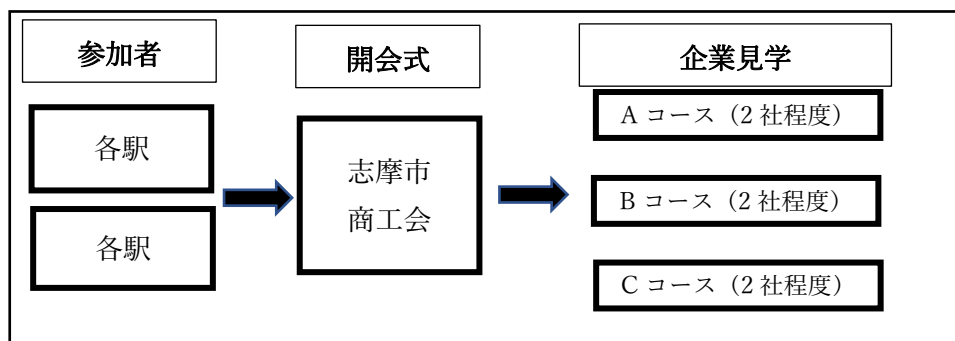 参加者
開会式
企業見学
各駅
各駅
志摩市
商工会
A コース（2 社程度）
B コース（2 社程度）
C コース（2 社程度）